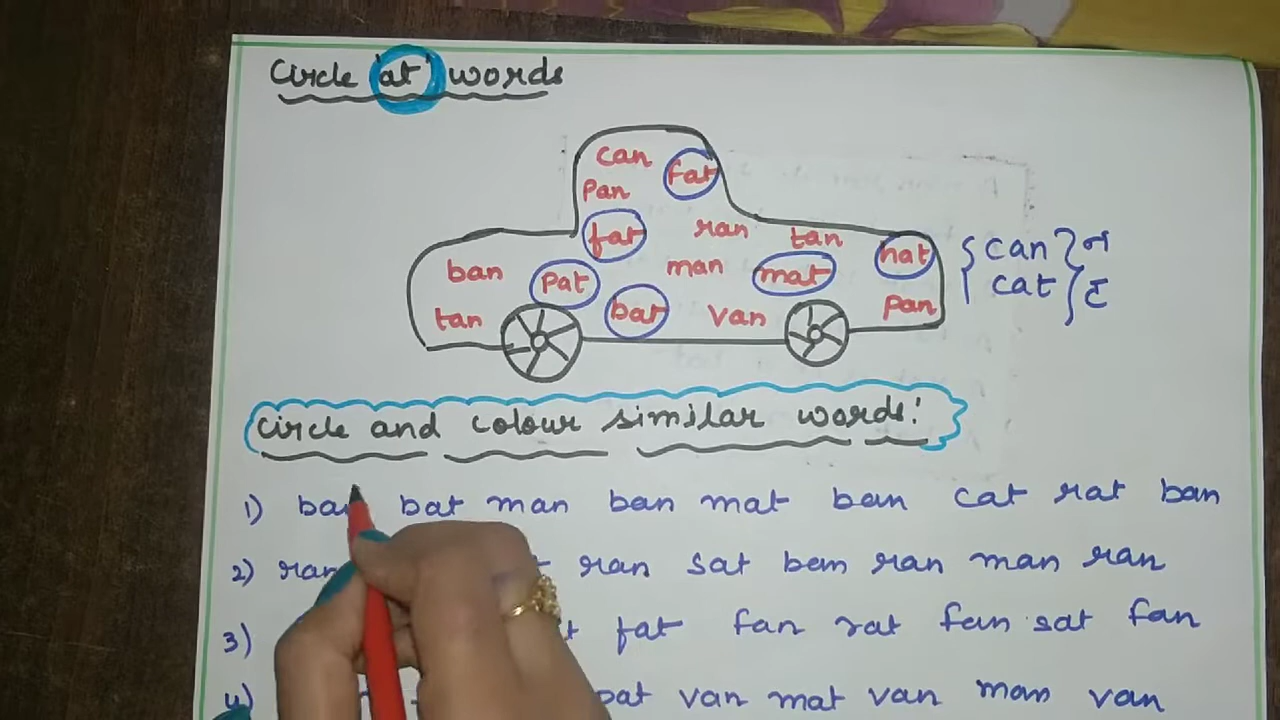 Circle 'at' words
can fat
pan
fat ran tan hat can न
ban pat man mat cat ट
tan bat van pan
Circle and colour similar words:
1) ban bat man ban mat ban cat rat ban
2) ran ran sat ban ran man ran
3) fat fan rat fan sat fan
4) pat van mat van man van